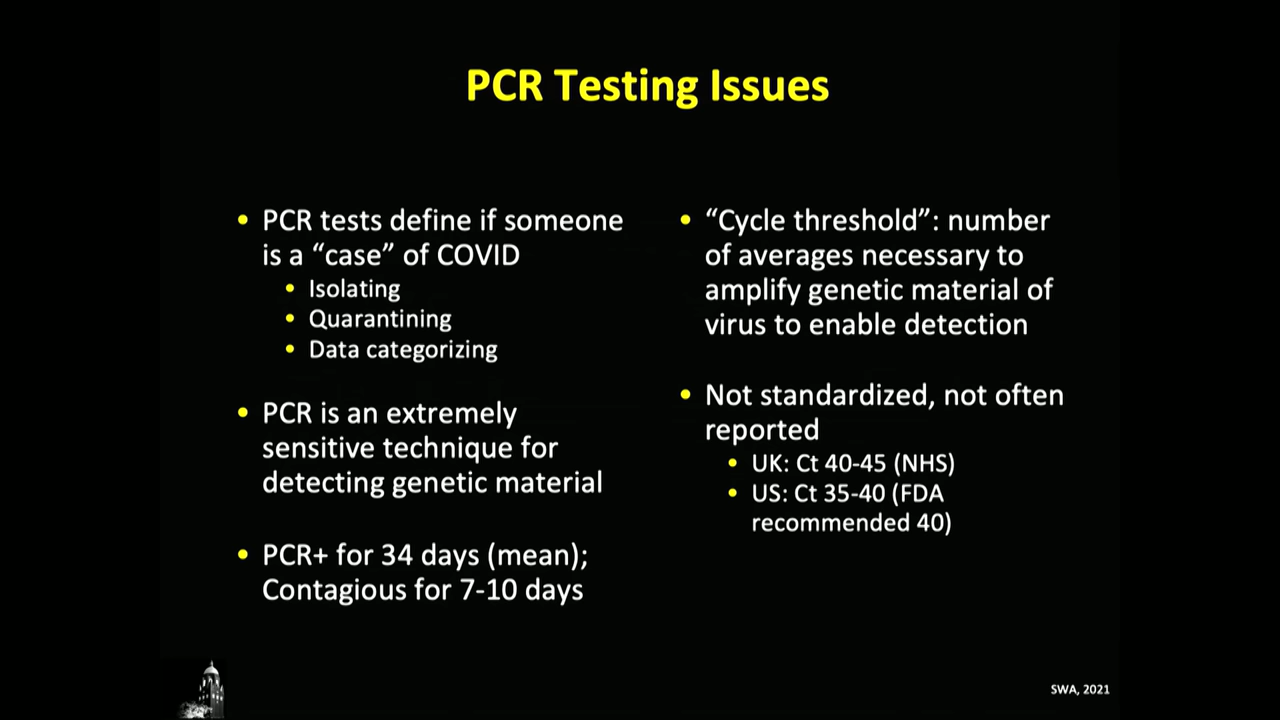 PCR Testing Issues
• PCR tests define if someone
is a “case” of COVID
• Isolating
• Quarantining
• Data categorizing
• PCR is an extremely
sensitive technique for
detecting genetic material
• PCR+ for 34 days (mean);
Contagious for 7-10 days
• “Cycle threshold”: number
of averages necessary to
amplify genetic material of
virus to enable detection
• Not standardized, not often
reported
• UK: Ct 40-45 (NHS)
• US: Ct 35-40 (FDA
recommended 40)
SWA, 2021